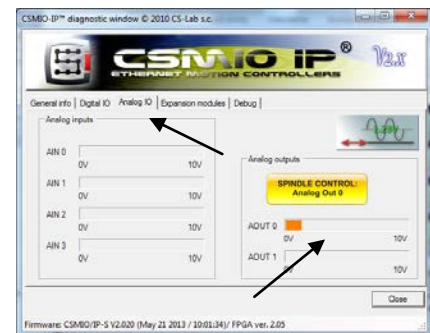 CSMIO-IP™ diagnostic window © 2010 CS-Lab s.c.
CSMIO IP® V2.x
ETHERNET MOTION CONTROLLERS
General info | Digital IO | Analog IO | Expansion modules | Debug
Analog inputs
AIN 0
0V 10V
AIN 1
0V 10V
AIN 2
0V 10V
AIN 3
0V 10V
Analog outputs
SPINDLE CONTROL:
Analog Out 0
AOUT 0
0V 10V
AOUT 1
0V 10V
Close
Firmware: CSMIO/IP-S V2.020 (May 21 2013 / 10:01:34)/ FPGA ver. 2.05